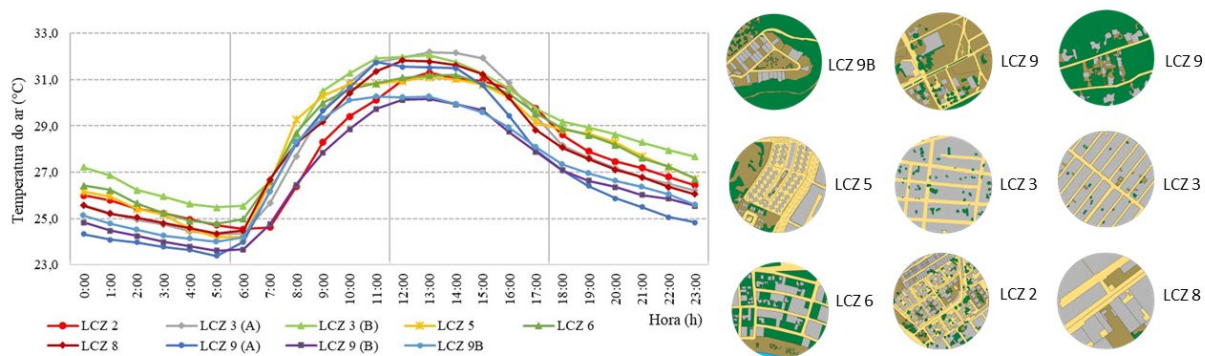 Temperatura do ar (°C)
33,0
31,0
29,0
27,0
25,0
23,0
0:00 1:00 2:00 3:00 4:00 5:00 6:00 7:00 8:00 9:00 10:00 11:00 12:00 13:00 14:00 15:00 16:00 17:00 18:00 19:00 20:00 21:00 22:00 23:00
Hora (h)
LCZ 2 LCZ 3 (A) LCZ 3 (B) LCZ 5 LCZ 6
LCZ 8 LCZ 9 (A) LCZ 9 (B) LCZ 9B
LCZ 9B LCZ 9 LCZ 9
LCZ 5 LCZ 3 LCZ 3
LCZ 6 LCZ 2 LCZ 8